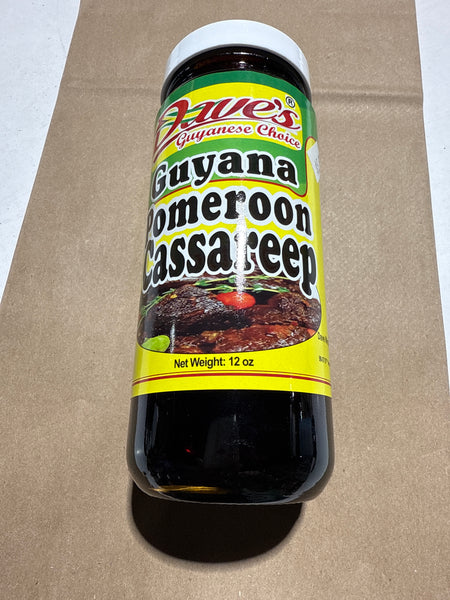 Dave's ®
Guyanese Choice
Guyana
Pomeroon
Cassareep
Net Weight: 12 oz